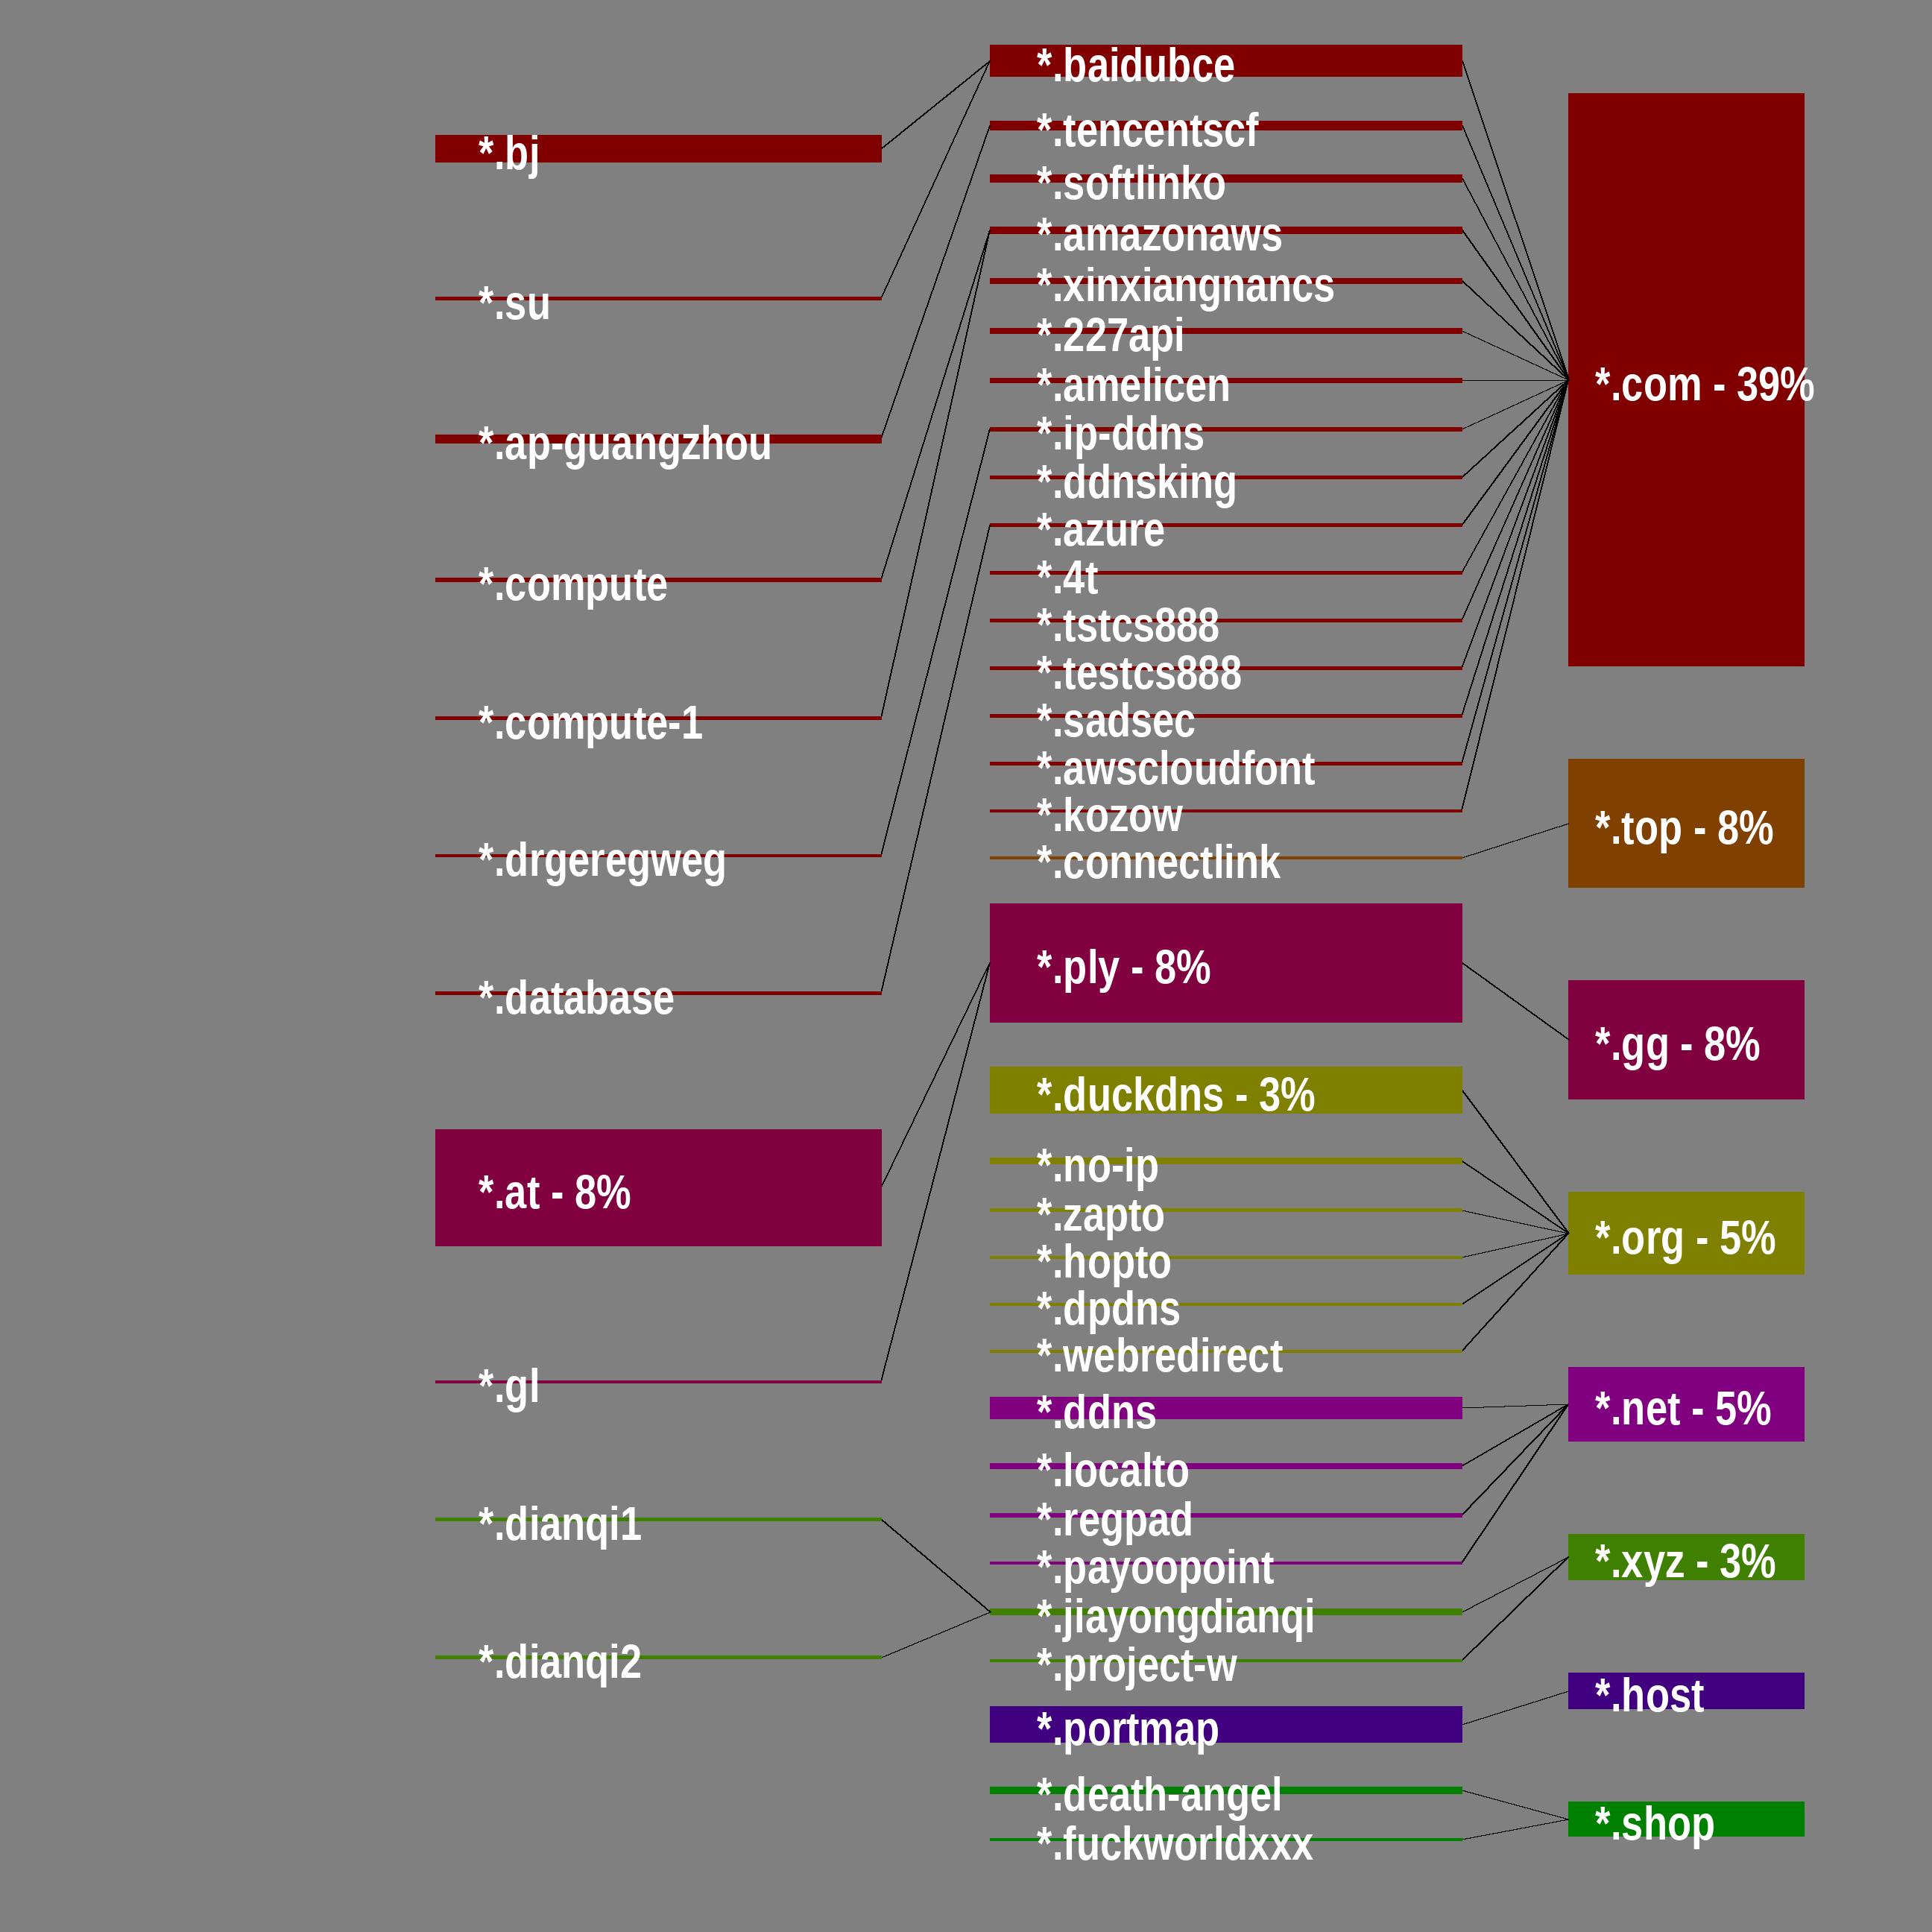 *.bj
*.su
*.ap-guangzhou
*.compute
*.compute-1
*.drgeregweg
*.database
*.at - 8%
*.gl
*.dianqi1
*.dianqi2
*.baidubce
*.tencentscf
*.softlinko
*.amazonaws
*.xinxiangnancs
*.227api
*.amelicen
*.ip-ddns
*.ddnsking
*.azure
*.4t
*.tstcs888
*.testcs888
*.sadsec
*.awscloudfont
*.kozow
*.connectlink
*.ply - 8%
*.duckdns - 3%
*.no-ip
*.zapto
*.hopto
*.dpdns
*.webredirect
*.ddns
*.localto
*.regpad
*.payoopoint
*.jiayongdianqi
*.project-w
*.portmap
*.death-angel
*.fuckworldxxx
*.com - 39%
*.top - 8%
*.gg - 8%
*.org - 5%
*.net - 5%
*.xyz - 3%
*.host
*.shop